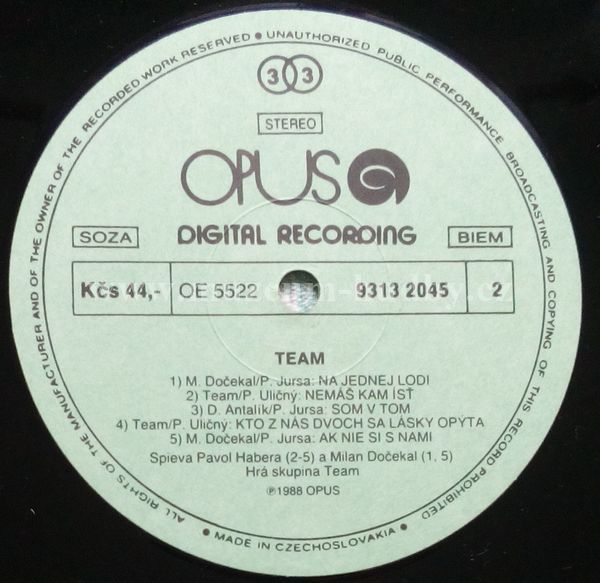 ALL RIGHTS OF THE MANUFACTURER AND OF THE OWNER OF THE RECORDED WORK RESERVED • UNAUTHORIZED PUBLIC PERFORMANCE BROADCASTING AND COPYING OF THIS RECORD PROHIBITED
33
STEREO
OPUS
SOZA DIGITAL RECORDING BIEM
Kčs 44,- OE 5522 9313 2045 2
TEAM
1) M. Dočekal/P. Jursa: NA JEDNEJ LODI
2) Team/P. Uličný: NEMÁŠ KAM ÍSŤ
3) D. Antalík/P. Jursa: SOM V TOM
4) Team/P. Uličný: KTO Z NÁS DVOCH SA LÁSKY OPÝTA
5) M. Dočekal/P. Jursa: AK NIE SI S NAMI
Spieva Pavol Habera (2-5) a Milan Dočekal (1, 5)
Hrá skupina Team
℗1988 OPUS
• MADE IN CZECHOSLOVAKIA •